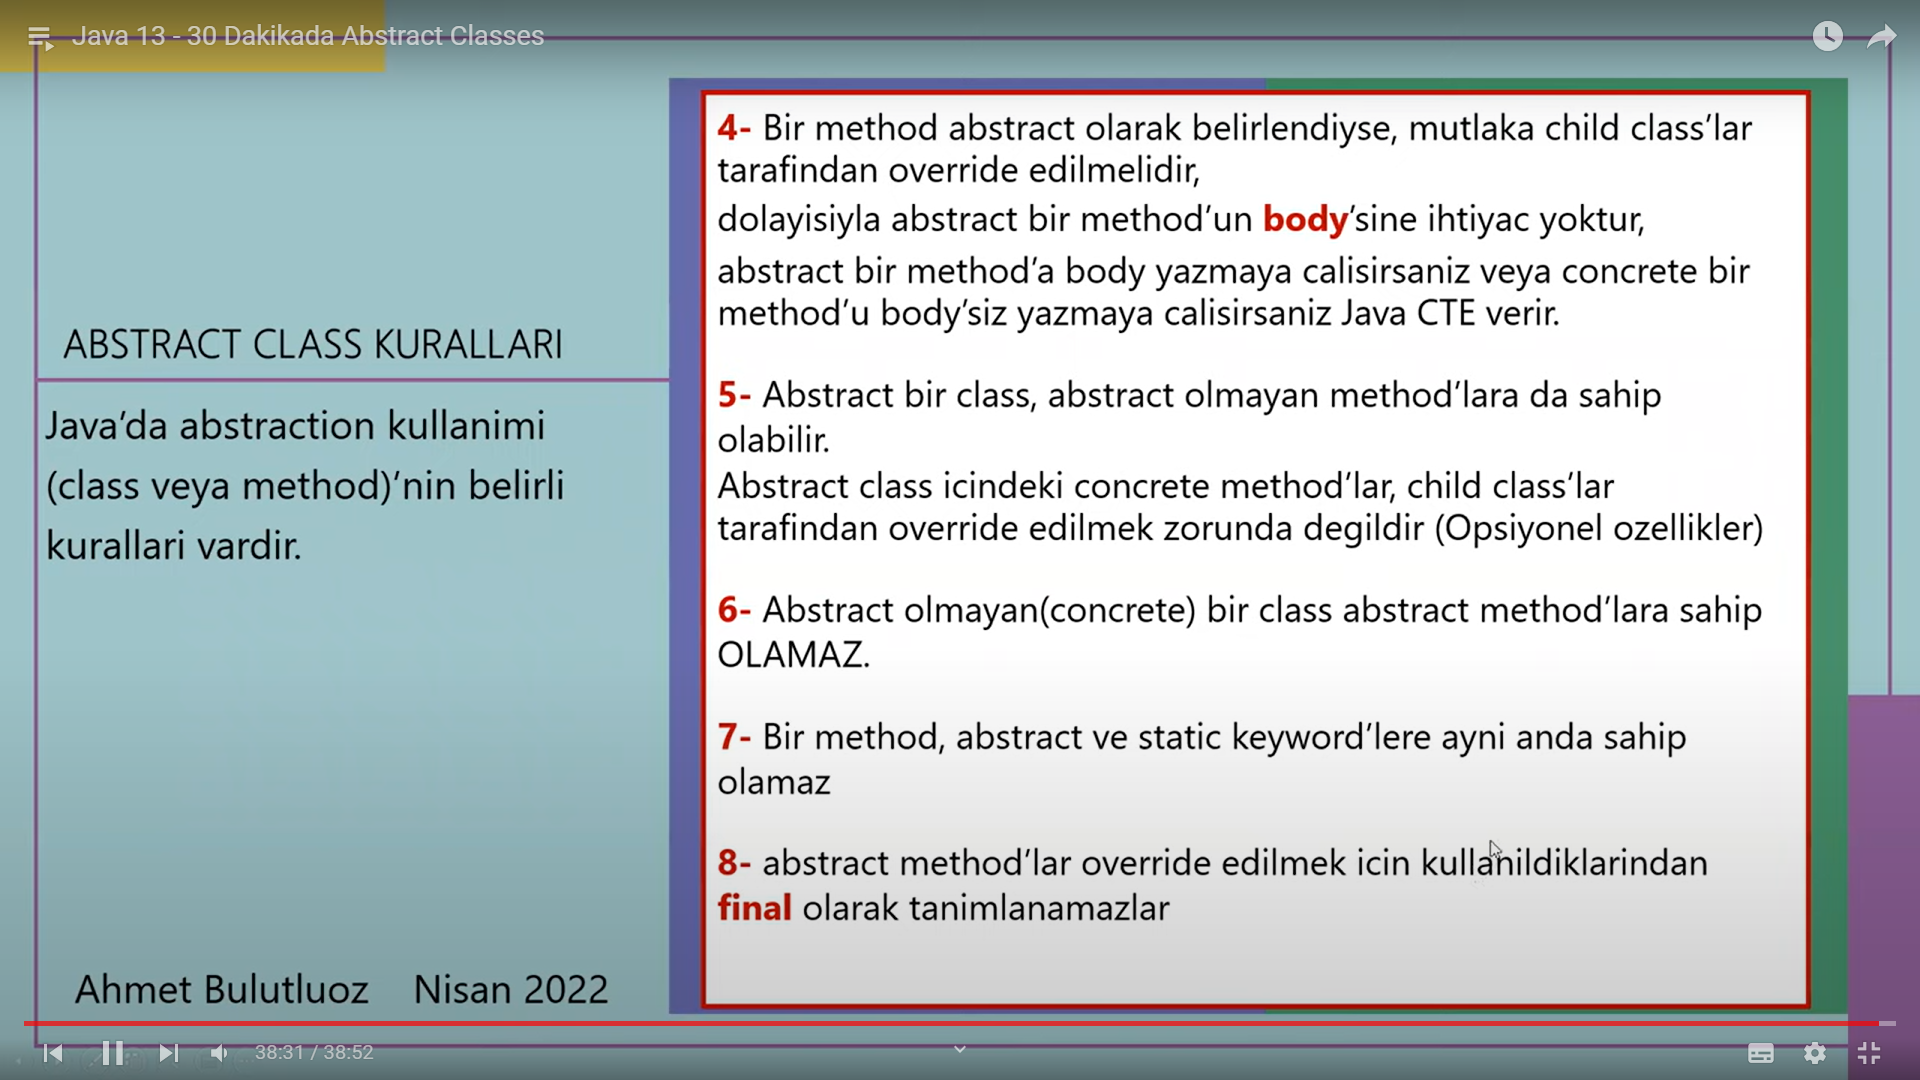 Java 13 - 30 Dakikada Abstract Classes
ABSTRACT CLASS KURALLARI
Java’da abstraction kullanimi
(class veya method)’nin belirli
kurallari vardir.
Ahmet Bulutluoz Nisan 2022
4- Bir method abstract olarak belirlendiyse, mutlaka child class’lar
tarafindan override edilmelidir,
dolayisiyla abstract bir method’un body’sine ihtiyac yoktur,
abstract bir method’a body yazmaya calisirsaniz veya concrete bir
method’u body’siz yazmaya calisirsaniz Java CTE verir.
5- Abstract bir class, abstract olmayan method’lara da sahip
olabilir.
Abstract class icindeki concrete method’lar, child class’lar
tarafindan override edilmek zorunda degildir (Opsiyonel ozellikler)
6- Abstract olmayan(concrete) bir class abstract method’lara sahip
OLAMAZ.
7- Bir method, abstract ve static keyword’lere ayni anda sahip
olamaz
8- abstract method’lar override edilmek icin kullanildiklarindan
final olarak tanimlanamazlar
38:31 / 38:52